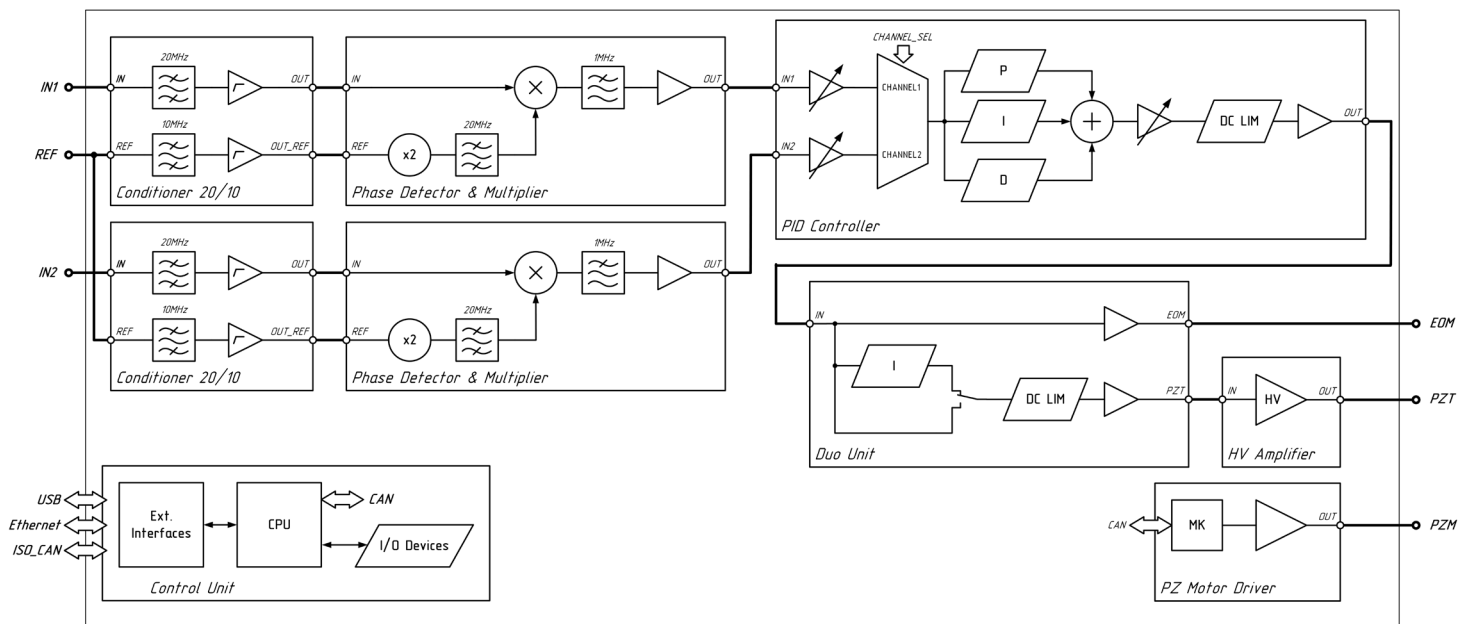 IN1
REF
IN2
20MHz
IN
OUT
10MHz
REF
OUT_REF
Conditioner 20/10
IN
1MHz
OUT
REF
x2
20MHz
Phase Detector & Multiplier
20MHz
IN
OUT
10MHz
REF
OUT_REF
Conditioner 20/10
IN
1MHz
OUT
REF
x2
20MHz
Phase Detector & Multiplier
CHANNEL_SEL
IN1
CHANNEL1
IN2
CHANNEL2
P
I
D
DC LIM
OUT
PID Controller
IN
EOM
I
DC LIM
PZT
Duo Unit
IN
HV
OUT
HV Amplifier
EOM
PZT
USB
Ethernet
ISO_CAN
Ext.
Interfaces
CPU
CAN
I/O Devices
Control Unit
CAN
MK
OUT
PZ Motor Driver
PZM